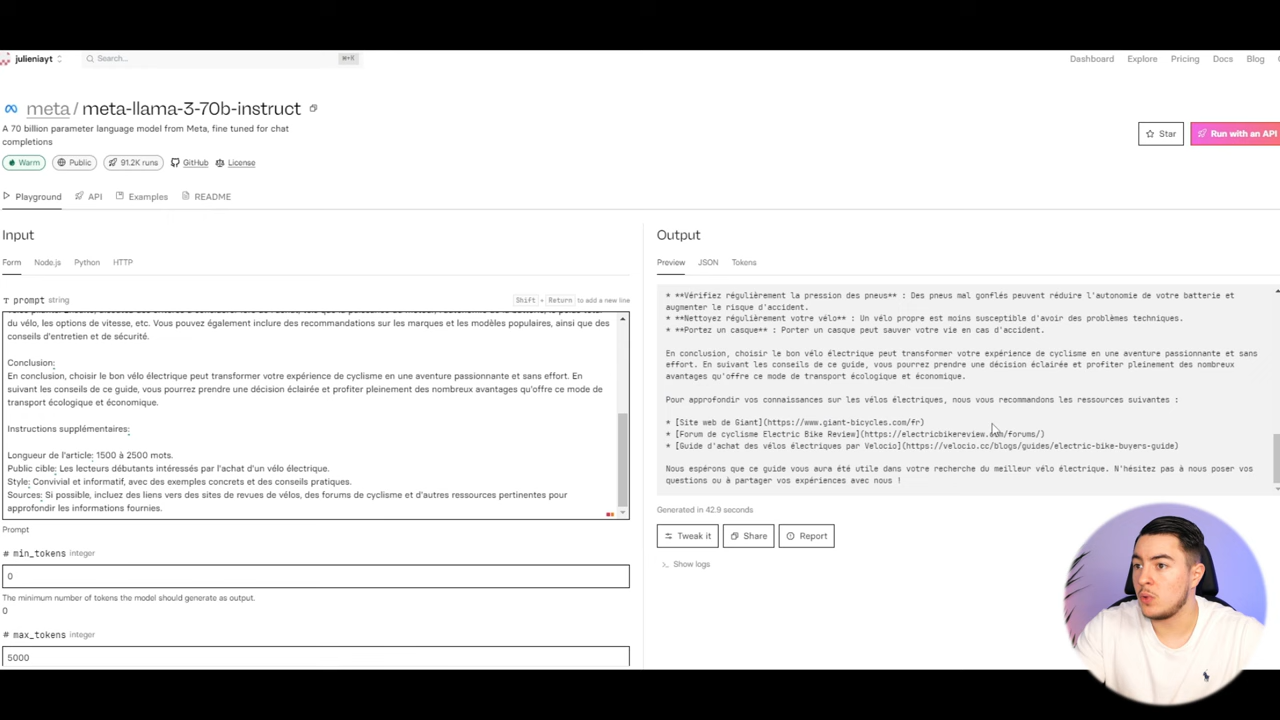 julieniayt
Search...
⌘+K
Dashboard
Explore
Pricing
Docs
Blog
meta / meta-llama-3-70b-instruct
A 70 billion parameter language model from Meta, fine tuned for chat
completions
Star
Run with an API
Warm
Public
91.2K runs
GitHub
License
Playground
API
Examples
README
Input
Form
Node.js
Python
HTTP
prompt string
Shift + Return to add a new line
du vélo, les options de vitesse, etc. Vous pouvez également inclure des recommandations sur les marques et les modèles populaires, ainsi que des
conseils d'entretien et de sécurité.
Conclusion:
En conclusion, choisir le bon vélo électrique peut transformer votre expérience de cyclisme en une aventure passionnante et sans effort. En
suivant les conseils de ce guide, vous pourrez prendre une décision éclairée et profiter pleinement des nombreux avantages qu'offre ce mode de
transport écologique et économique.
Instructions supplémentaires:
Longueur de l'article: 1500 à 2500 mots.
Public cible: Les lecteurs débutants intéressés par l'achat d'un vélo électrique.
Style: Convivial et informatif, avec des exemples concrets et des conseils pratiques.
Sources: Si possible, incluez des liens vers des sites de revues de vélos, des forums de cyclisme et d'autres ressources pertinentes pour
approfondir les informations fournies.
Prompt
# min_tokens integer
0
The minimum number of tokens the model should generate as output.
0
# max_tokens integer
5000
Output
Preview
JSON
Tokens
* **Vérifiez régulièrement la pression des pneus** : Des pneus mal gonflés peuvent réduire l'autonomie de votre batterie et
augmenter le risque d'accident.
* **Nettoyez régulièrement votre vélo** : Un vélo propre est moins susceptible d'avoir des problèmes techniques.
* **Portez un casque** : Porter un casque peut sauver votre vie en cas d'accident.
En conclusion, choisir le bon vélo électrique peut transformer votre expérience de cyclisme en une aventure passionnante et sans
effort. En suivant les conseils de ce guide, vous pourrez prendre une décision éclairée et profiter pleinement des nombreux
avantages qu'offre ce mode de transport écologique et économique.
Pour approfondir vos connaissances sur les vélos électriques, nous vous recommandons les ressources suivantes :
* [Site web de Giant](https://www.giant-bicycles.com/fr)
* [Forum de cyclisme Electric Bike Review](https://electricbikereview.com/forums/)
* [Guide d'achat des vélos électriques par Velocio](https://velocio.cc/blogs/guides/electric-bike-buyers-guide)
Nous espérons que ce guide vous aura été utile dans votre recherche du meilleur vélo électrique. N'hésitez pas à nous poser vos
questions ou à partager vos expériences avec nous !
Generated in 42.9 seconds
Tweak it
Share
Report
Show logs